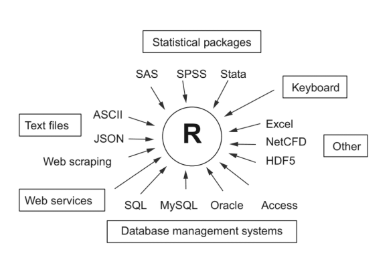 Statistical packages
SAS SPSS Stata
Keyboard
ASCII
Text files
JSON
Web scraping
R
Excel
NetCFD
HDF5
Other
Web services
SQL MySQL Oracle Access
Database management systems